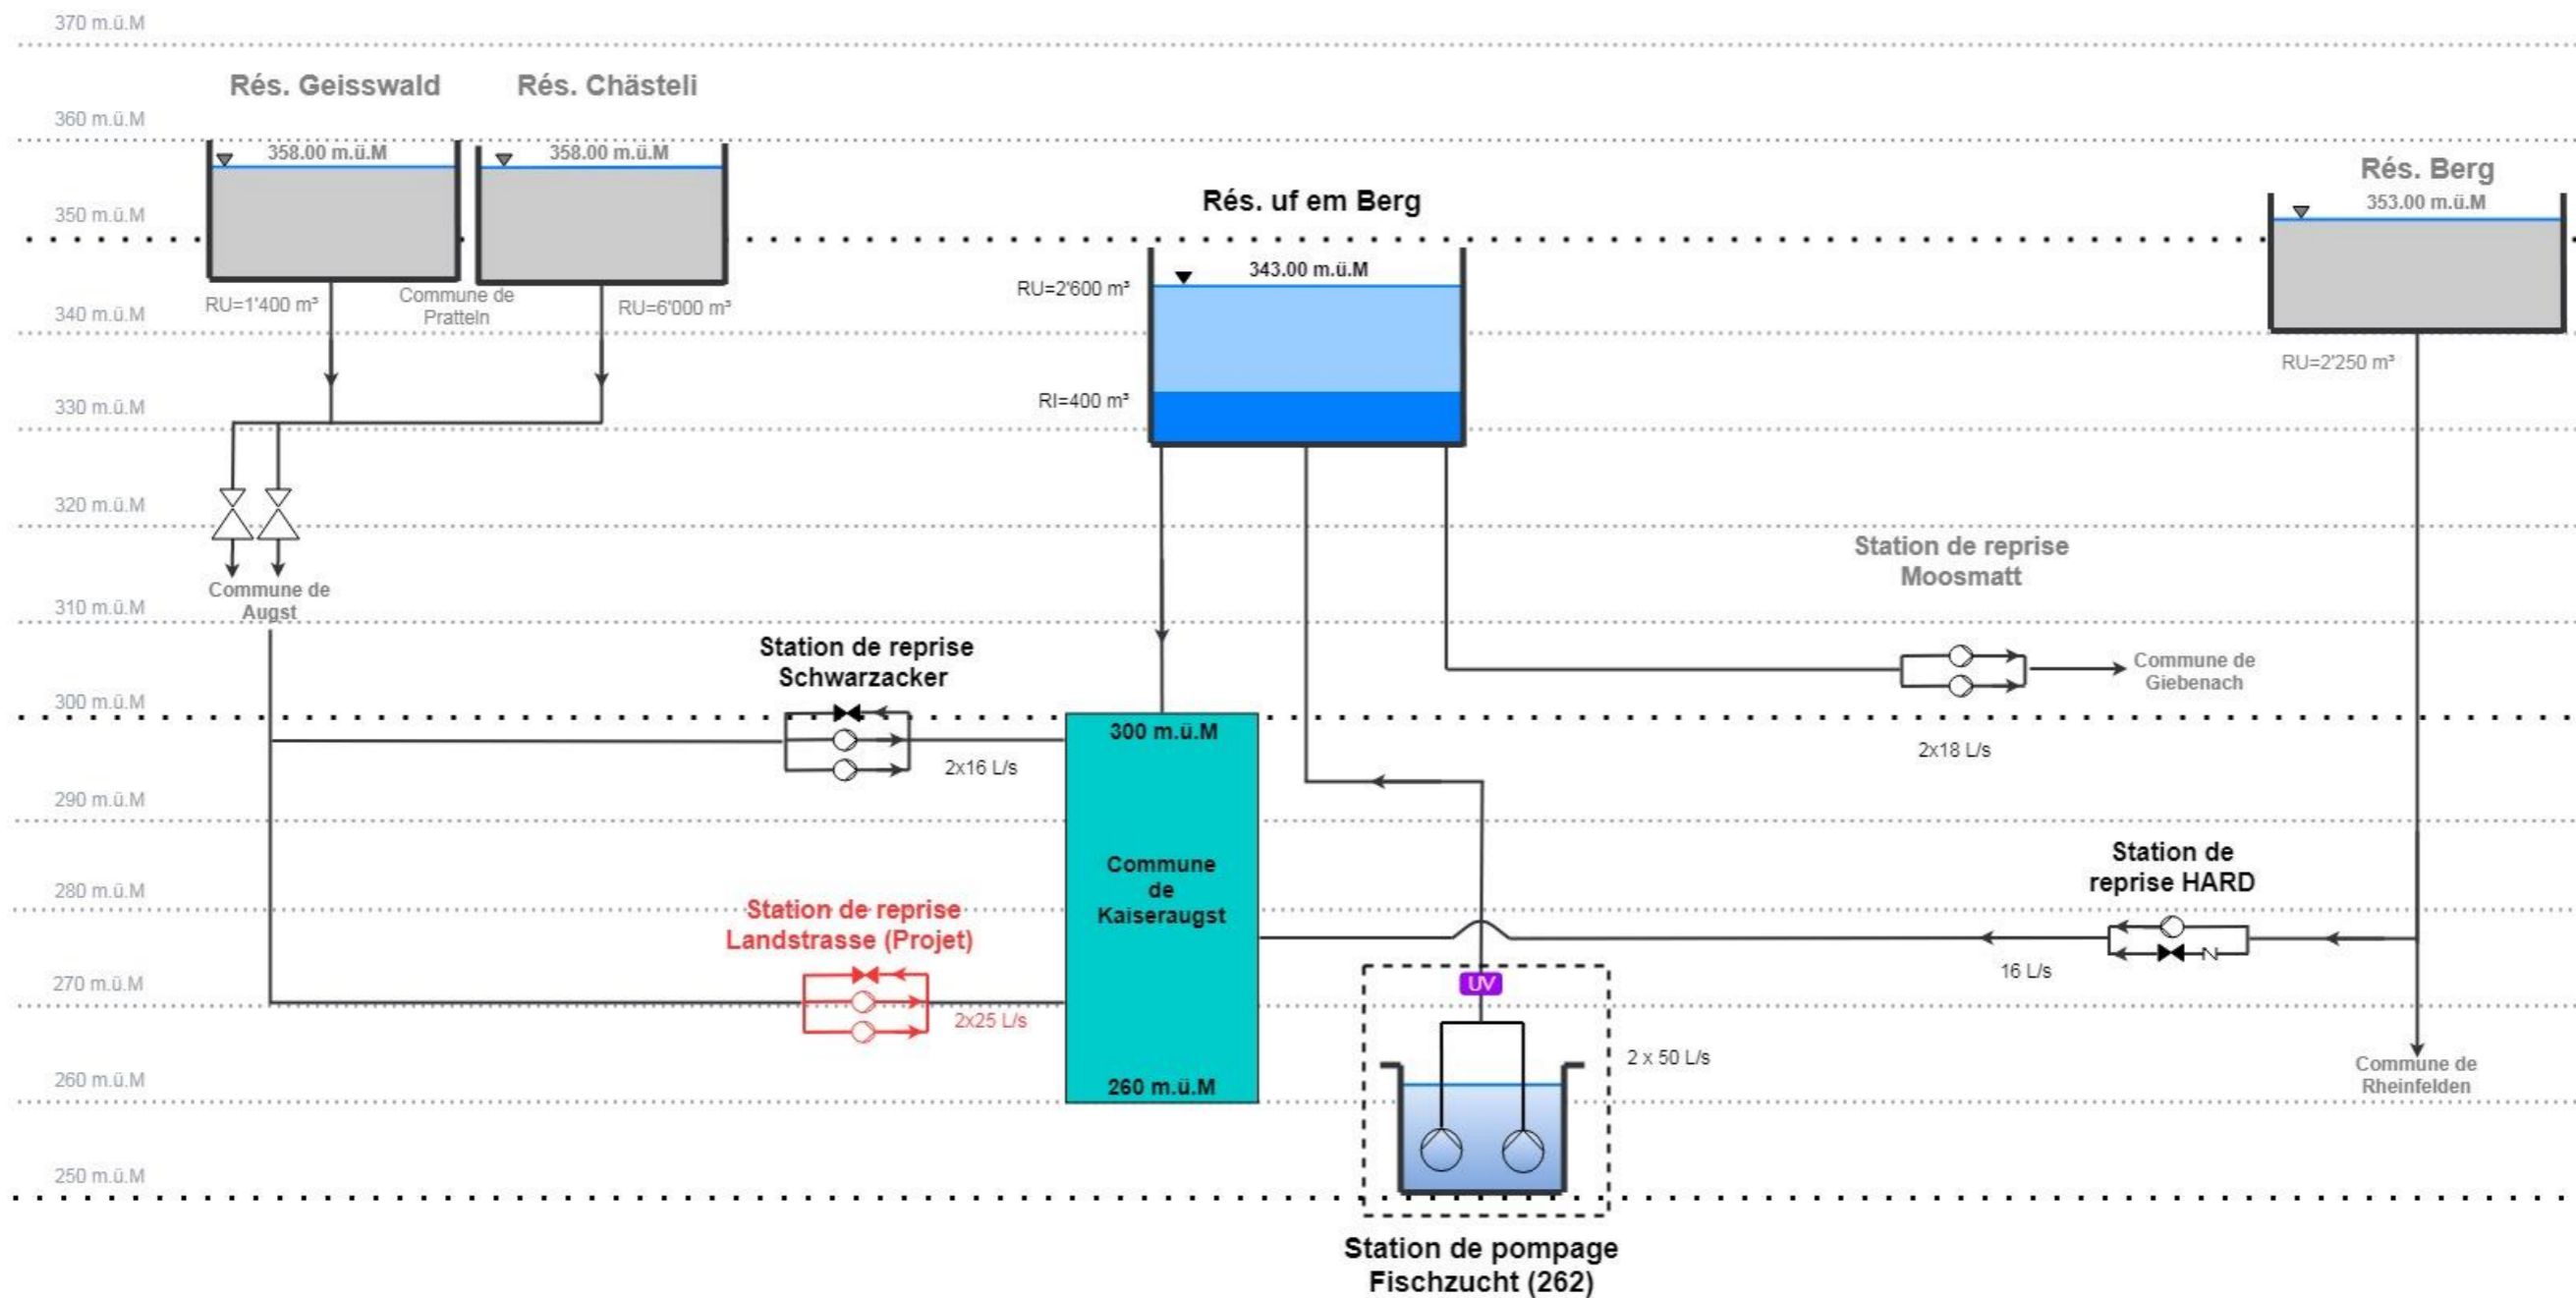 370 m.ü.M
Rés. Geisswald
Rés. Chästeli
360 m.ü.M
358.00 m.ü.M
358.00 m.ü.M
Rés. Berg
353.00 m.ü.M
Rés. uf em Berg
350 m.ü.M
343.00 m.ü.M
RU=2'600 m³
RU=1'400 m³
Commune de
Pratteln
RU=6'000 m³
340 m.ü.M
RU=2'250 m³
RI=400 m³
330 m.ü.M
320 m.ü.M
Station de reprise
Moosmatt
Commune de
Augst
310 m.ü.M
Station de reprise
Schwarzacker
Commune de
Giebenach
300 m.ü.M
300 m.ü.M
2x16 L/s
2x18 L/s
290 m.ü.M
Commune
de
Kaiseraugst
Station de
reprise HARD
280 m.ü.M
Station de reprise
Landstrasse (Projet)
N
16 L/s
270 m.ü.M
UV
2x25 L/s
2 x 50 L/s
Commune de
Rheinfelden
260 m.ü.M
260 m.ü.M
250 m.ü.M
Station de pompage
Fischzucht (262)